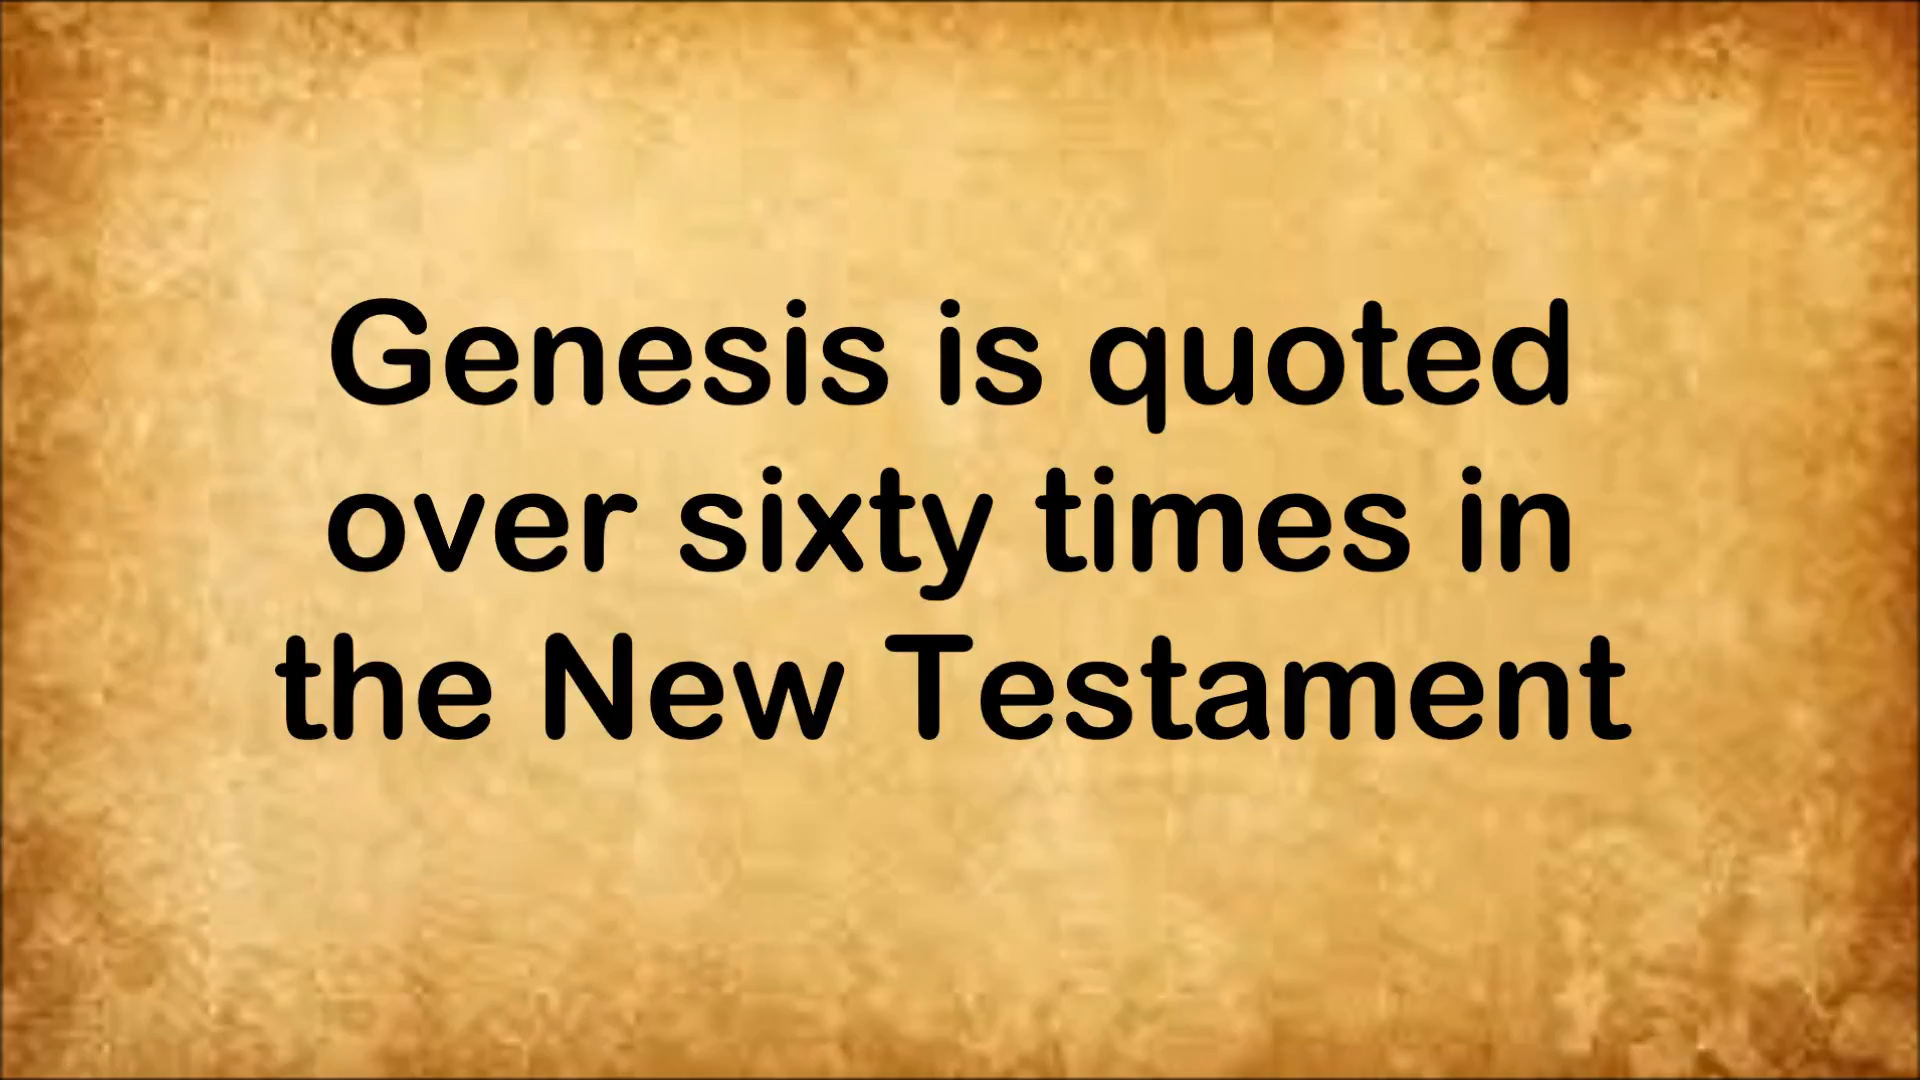 Genesis is quoted
over sixty times in
the New Testament